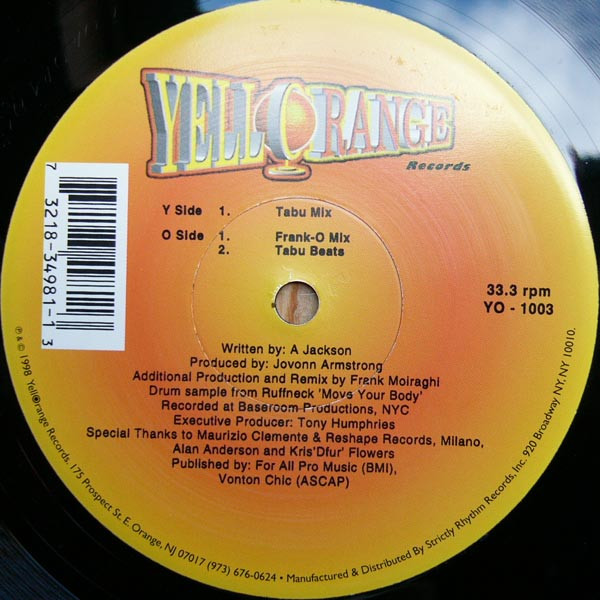 YELLORANGE
Records
Y Side 1. Tabu Mix
O Side 1. Frank-O Mix
2. Tabu Beats
7 3218-34981-1 3
33.3 rpm
YO - 1003
Written by: A Jackson
Produced by: Jovonn Armstrong
Additional Production and Remix by Frank Moiraghi
Drum sample from Ruffneck 'Move Your Body'
Recorded at Baseroom Productions, NYC
Executive Producer: Tony Humphries
Special Thanks to Maurizio Clemente & Reshape Records, Milano,
Alan Anderson and Kris'Dfur' Flowers
Published by: For All Pro Music (BMI),
Vonton Chic (ASCAP)
℗ & © 1998 YellOrange Records. 175 Prospect St. E. Orange, NJ 07017 (973) 676-0624 • Manufactured & Distributed By Strictly Rhythm Records, Inc. 920 Broadway NY, NY 10010.